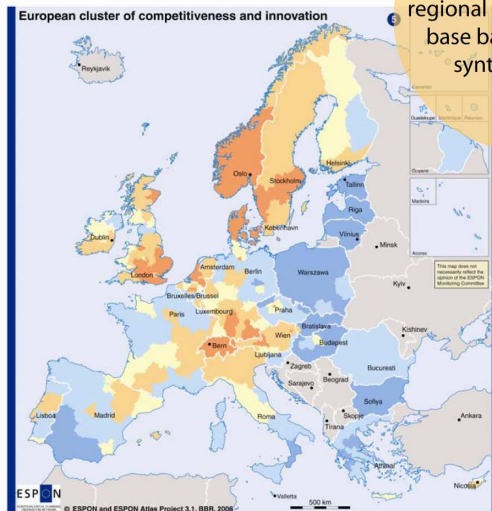 European cluster of competitiveness and innovation
5
regional
base ba
synt
Reykjavik
Canarias
Guadeloupe Martinique Réunion
Guyane
Madeira
Acores
This map does not
necessarily reflect the
opinion of the ESPON
Monitoring Committee
Helsinki
Oslo
Stockholm
Tallinn
Riga
Vilnius
Minsk
København
Dublin
London
Amsterdam
Berlin
Warszawa
Kyiv
Bruxelles/Brussel
Luxembourg
Praha
Paris
Wien
Bratislava
Budapest
Kishinev
Bern
Ljubljana
Zagreb
Bucuresti
Beograd
Sarajevo
Sofiya
Skopje
Tirana
Roma
Madrid
Lisboa
Ankara
Athinai
Nicosia
Valletta
500 km
ESPON
© ESPON and ESPON Atlas Project 3.1, BBR, 2006